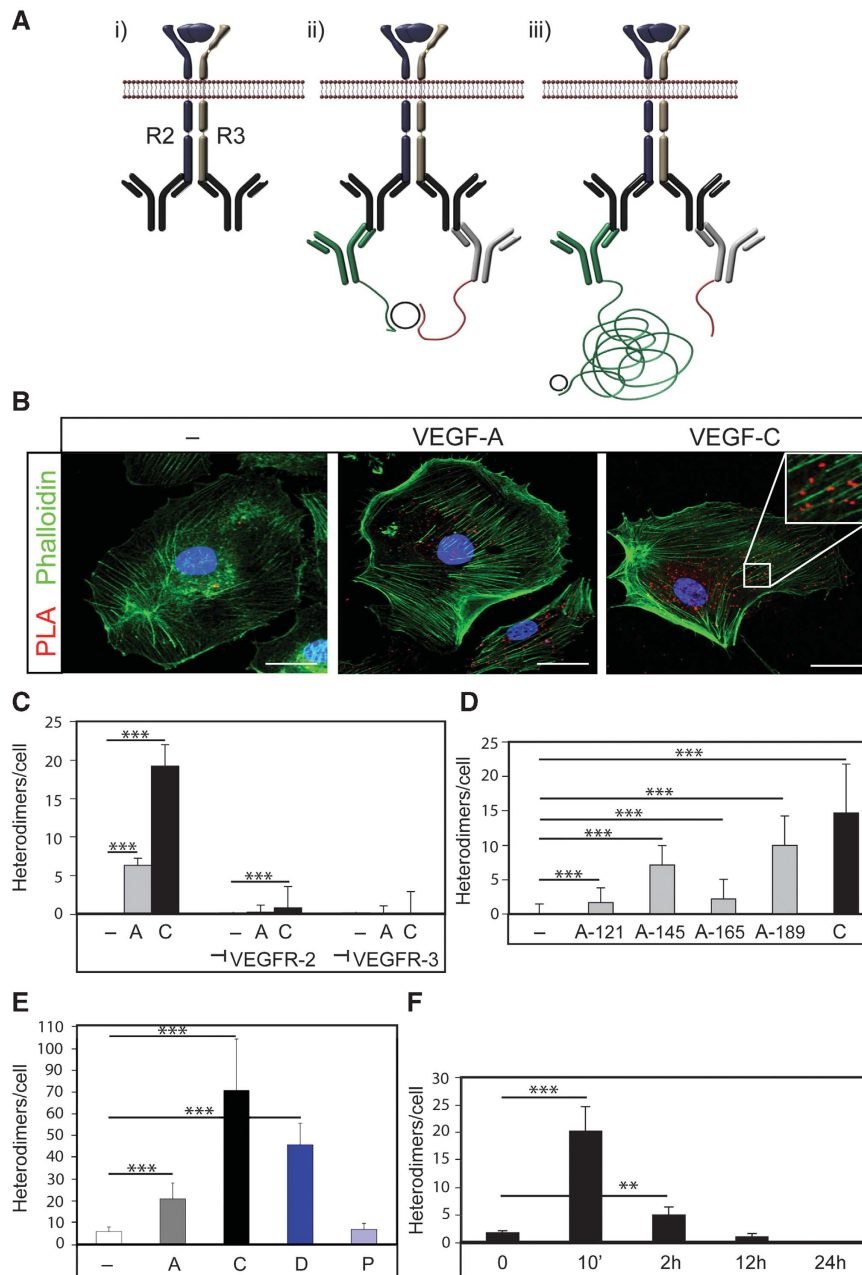 A
i) ii) iii)
R2 R3
B
– VEGF-A VEGF-C
PLA Phalloidin
C
Heterodimers/cell
25
20
15
10
5
0
***
***
***
– A C – A C – A C
VEGFR-2 VEGFR-3
D
Heterodimers/cell
25
20
15
10
5
0
***
***
***
***
***
– A-121 A-145 A-165 A-189 C
E
Heterodimers/cell
110
100
90
80
70
60
50
40
30
20
10
0
***
***
***
– A C D P
F
Heterodimers/cell
30
25
20
15
10
5
0
***
**
0 10' 2h 12h 24h